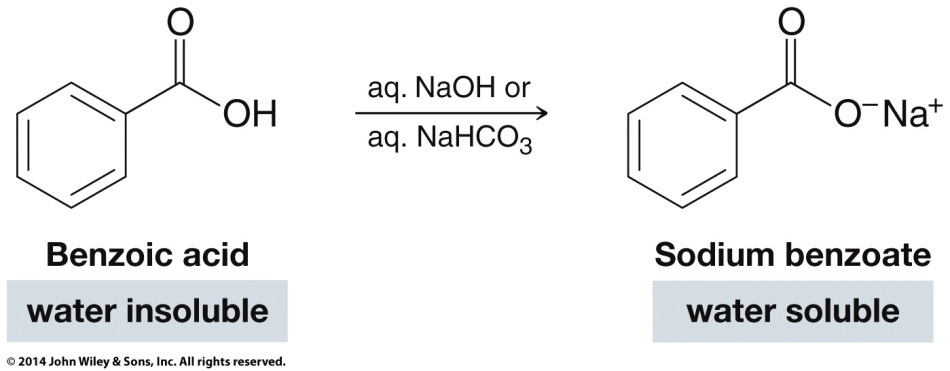 O
OH
aq. NaOH or
aq. NaHCO₃
O
O⁻Na⁺
Benzoic acid
water insoluble
Sodium benzoate
water soluble
© 2014 John Wiley & Sons, Inc. All rights reserved.